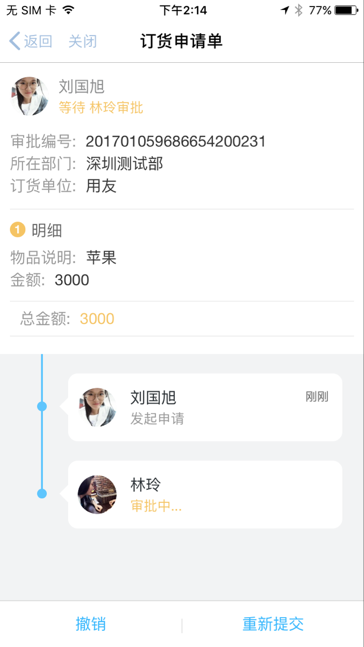 无 SIM 卡 下午2:14 77%
返回 关闭 订货申请单
刘国旭
等待 林玲审批
审批编号: 201701059686654200231
所在部门: 深圳测试部
订货单位: 用友
1 明细
物品说明: 苹果
金额: 3000
总金额: 3000
刘国旭 刚刚
发起申请
林玲
审批中...
撤销 重新提交